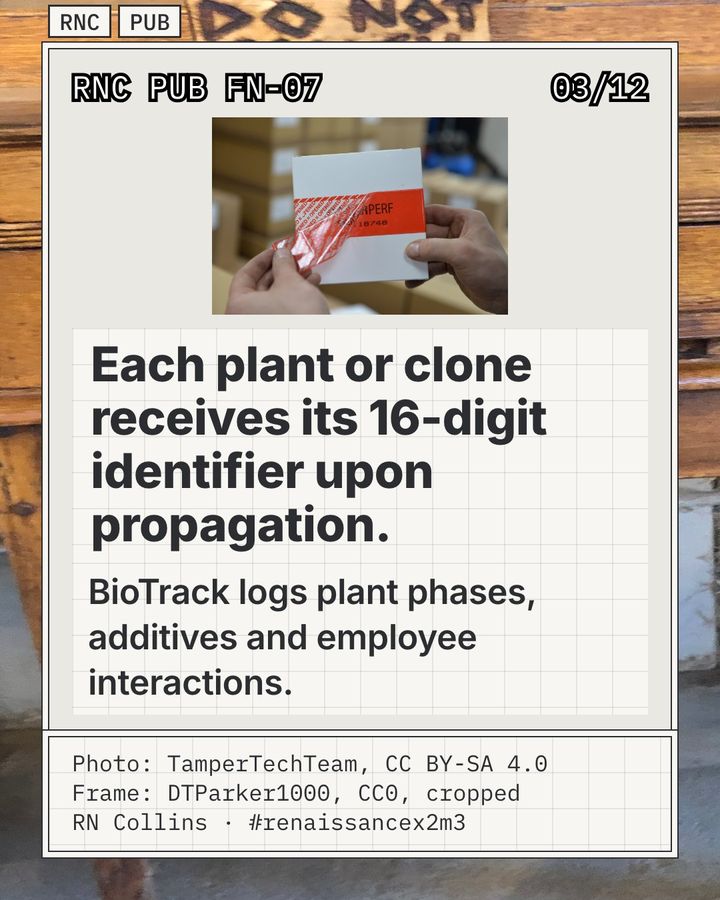 DO NOT
RNC PUB
RNC PUB FN-07 03/12
Each plant or clone
receives its 16-digit
identifier upon
propagation.
BioTrack logs plant phases,
additives and employee
interactions.
Photo: TamperTechTeam, CC BY-SA 4.0
Frame: DTParker1000, CC0, cropped
RN Collins · #renaissancex2m3